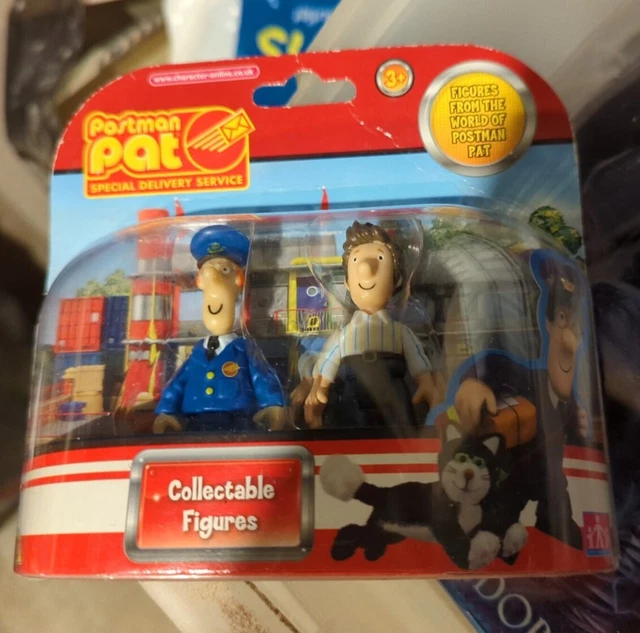 www.character-online.co.uk
3+
Postman
Pat
SPECIAL DELIVERY SERVICE
FIGURES
FROM THE
WORLD OF
POSTMAN
PAT
Collectable
Figures